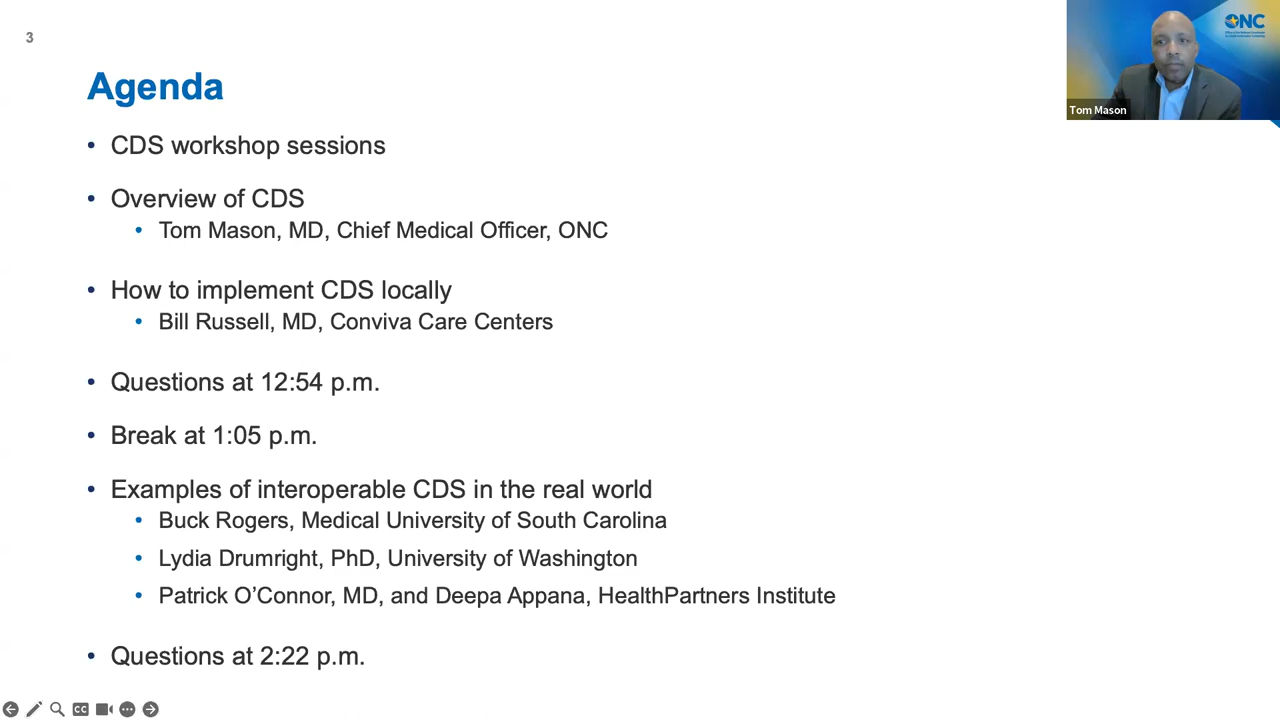 3
ONC
Tom Mason
Agenda
• CDS workshop sessions
• Overview of CDS
• Tom Mason, MD, Chief Medical Officer, ONC
• How to implement CDS locally
• Bill Russell, MD, Conviva Care Centers
• Questions at 12:54 p.m.
• Break at 1:05 p.m.
• Examples of interoperable CDS in the real world
• Buck Rogers, Medical University of South Carolina
• Lydia Drumright, PhD, University of Washington
• Patrick O’Connor, MD, and Deepa Appana, HealthPartners Institute
• Questions at 2:22 p.m.
CC